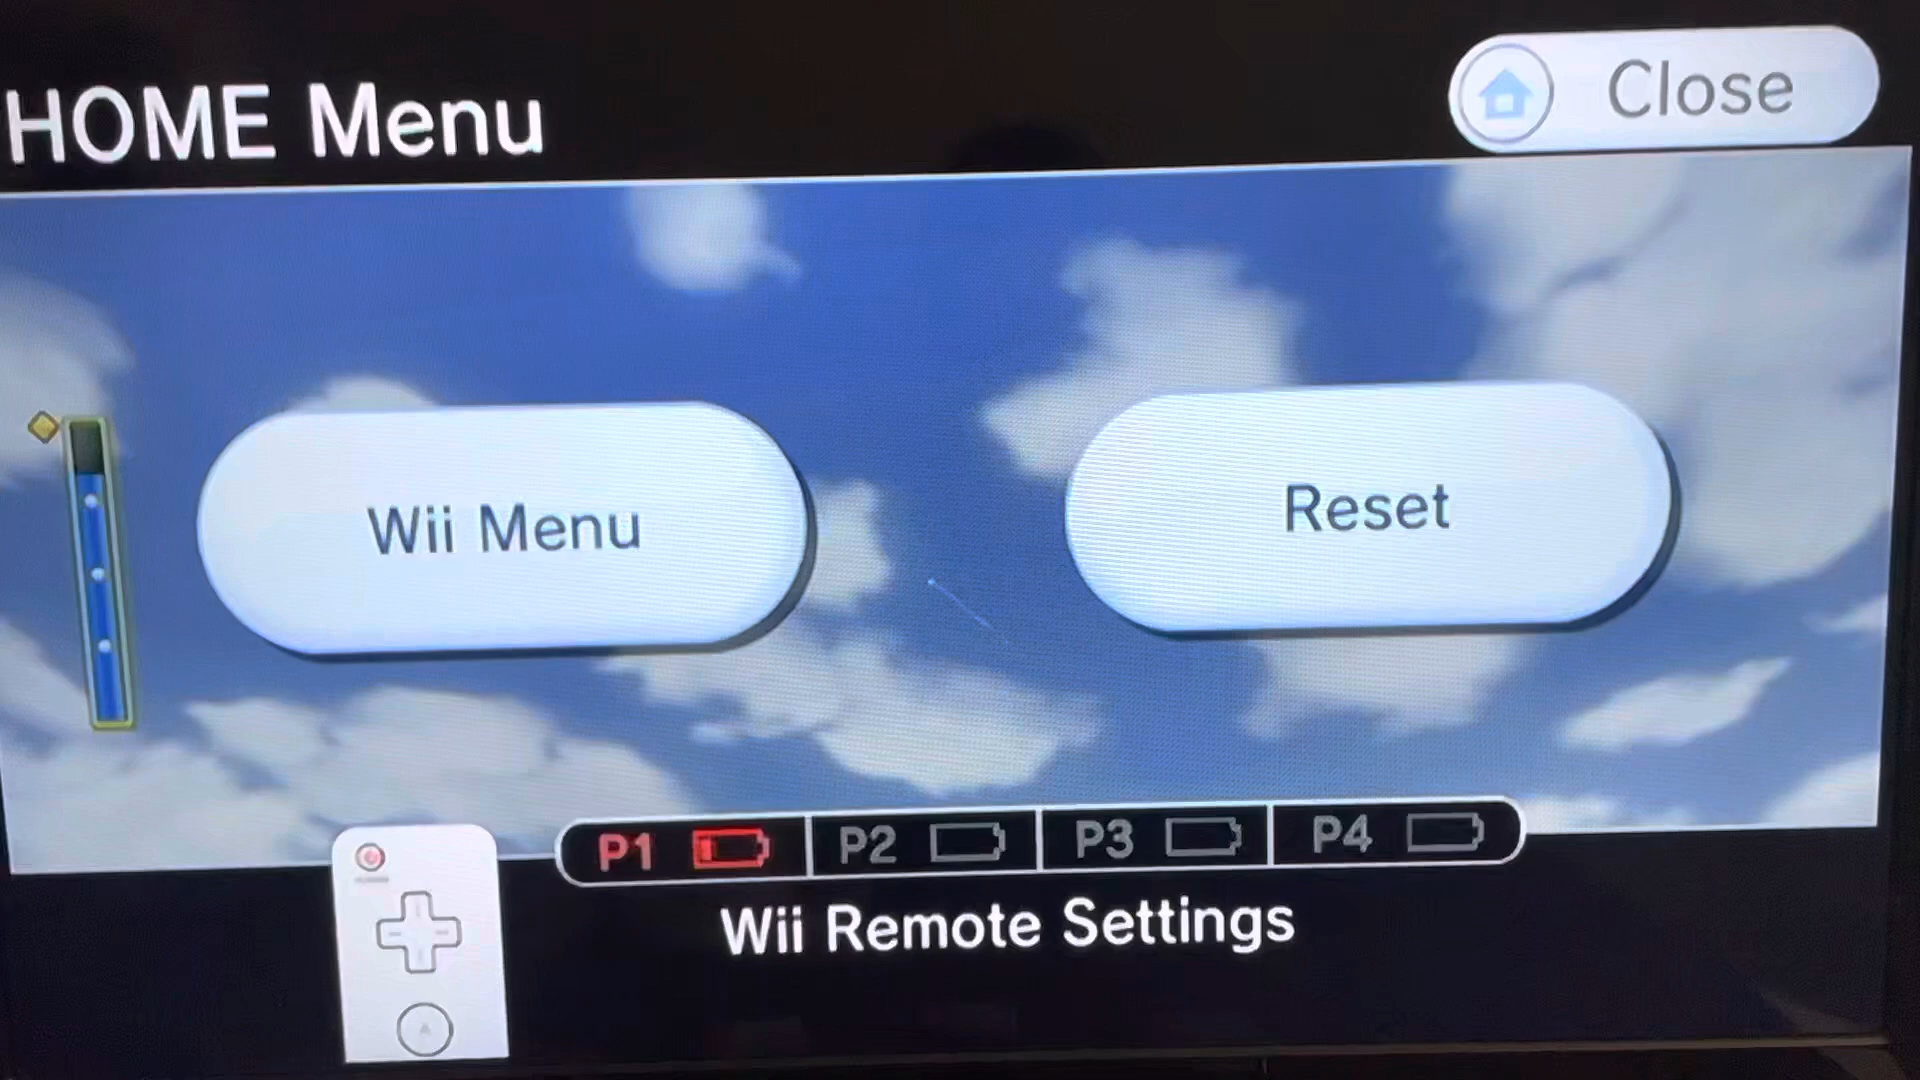 HOME Menu
Close
Wii Menu
Reset
P1 P2 P3 P4
Wii Remote Settings
A